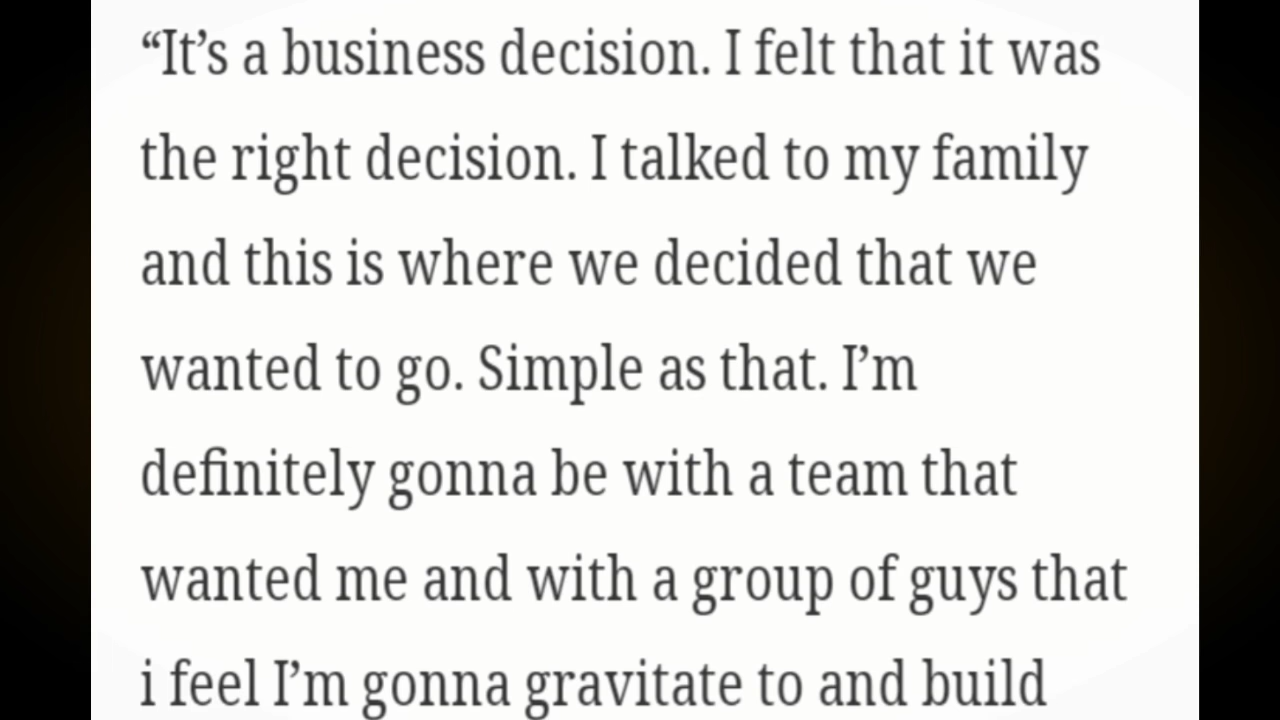 “It’s a business decision. I felt that it was
the right decision. I talked to my family
and this is where we decided that we
wanted to go. Simple as that. I’m
definitely gonna be with a team that
wanted me and with a group of guys that
i feel I’m gonna gravitate to and build